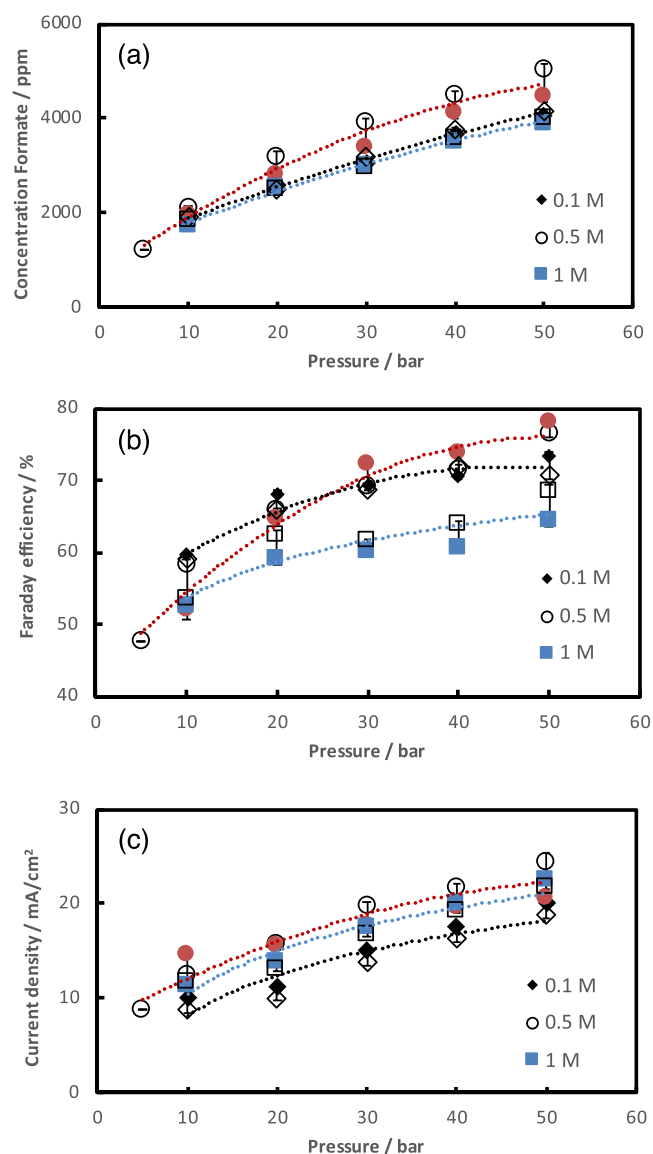 6000
(a)
4000
2000
0
Concentration Formate / ppm
0.1 M
0.5 M
1 M
0 10 20 30 40 50 60
Pressure / bar
80
(b)
70
60
50
40
Faraday efficiency / %
0.1 M
0.5 M
1 M
0 10 20 30 40 50 60
Pressure / bar
30
(c)
20
10
0
Current density / mA/cm²
0.1 M
0.5 M
1 M
0 10 20 30 40 50 60
Pressure / bar